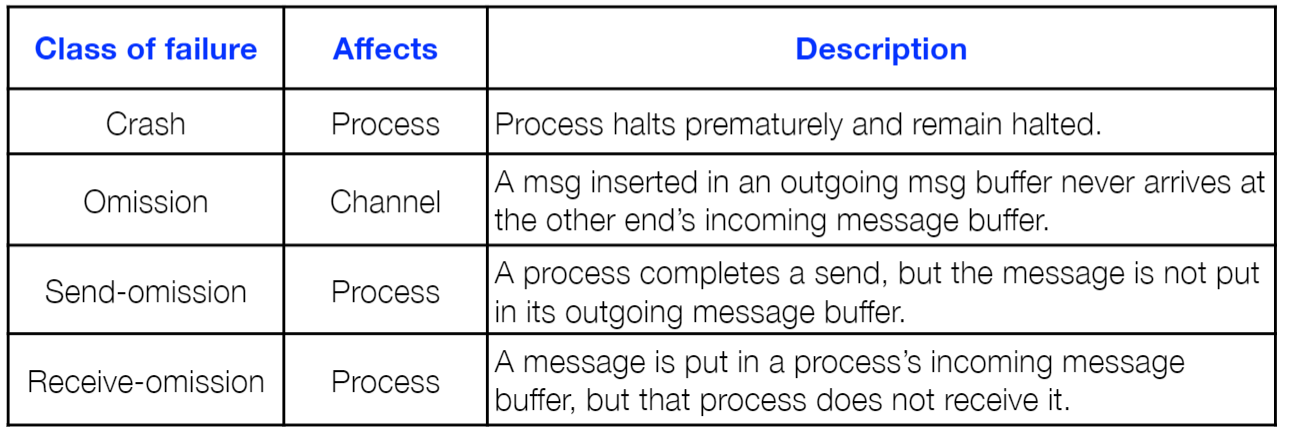 Class of failure
Affects
Description
Crash
Process
Process halts prematurely and remain halted.
Omission
Channel
A msg inserted in an outgoing msg buffer never arrives at
the other end’s incoming message buffer.
Send-omission
Process
A process completes a send, but the message is not put
in its outgoing message buffer.
Receive-omission
Process
A message is put in a process’s incoming message
buffer, but that process does not receive it.